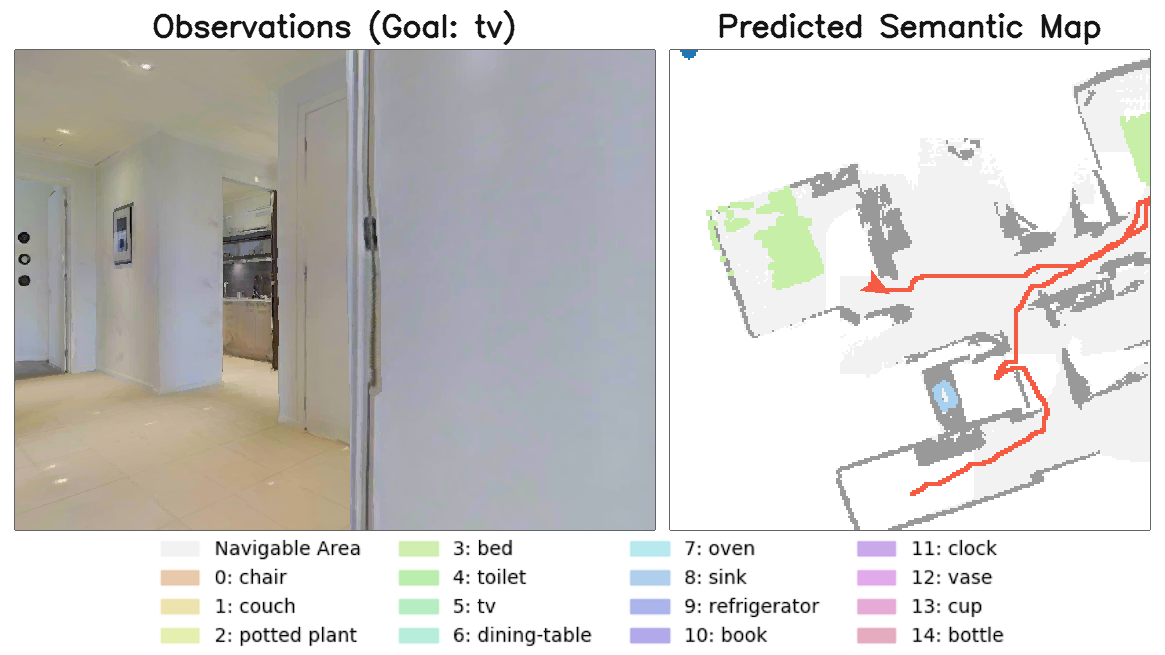 Observations (Goal: tv)
Predicted Semantic Map
Navigable Area
0: chair
1: couch
2: potted plant
3: bed
4: toilet
5: tv
6: dining-table
7: oven
8: sink
9: refrigerator
10: book
11: clock
12: vase
13: cup
14: bottle